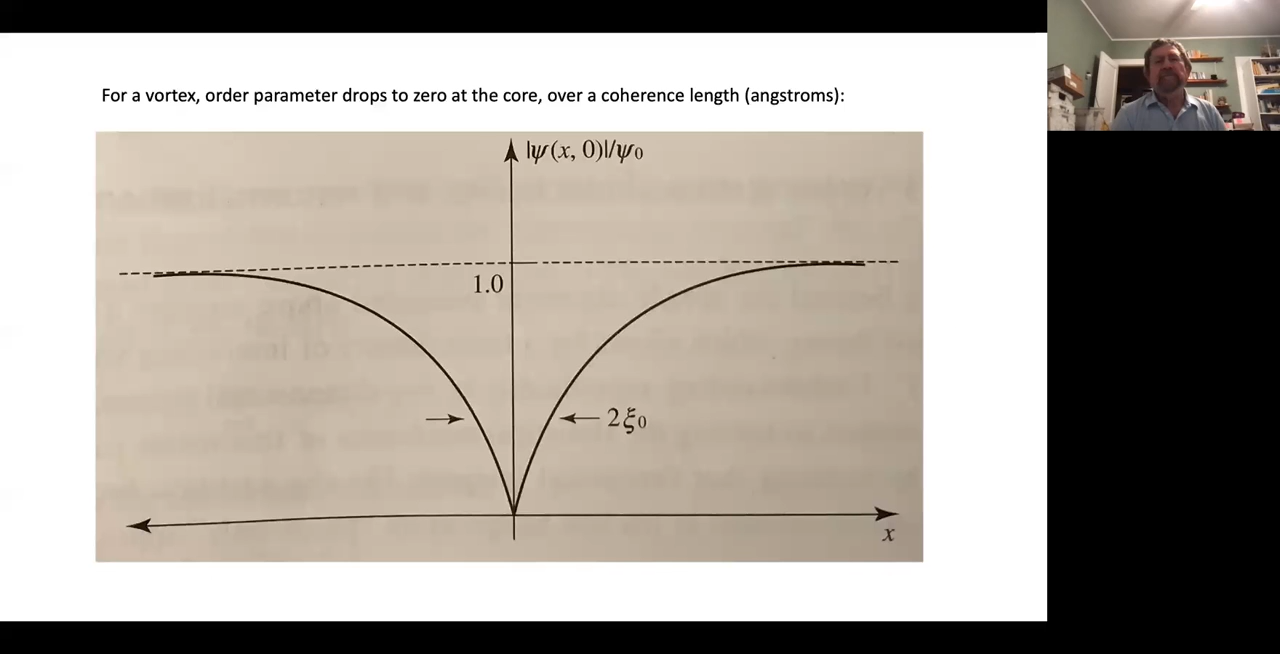 For a vortex, order parameter drops to zero at the core, over a coherence length (angstroms):
|ψ(x, 0)|/ψ₀
1.0
2ξ₀
x